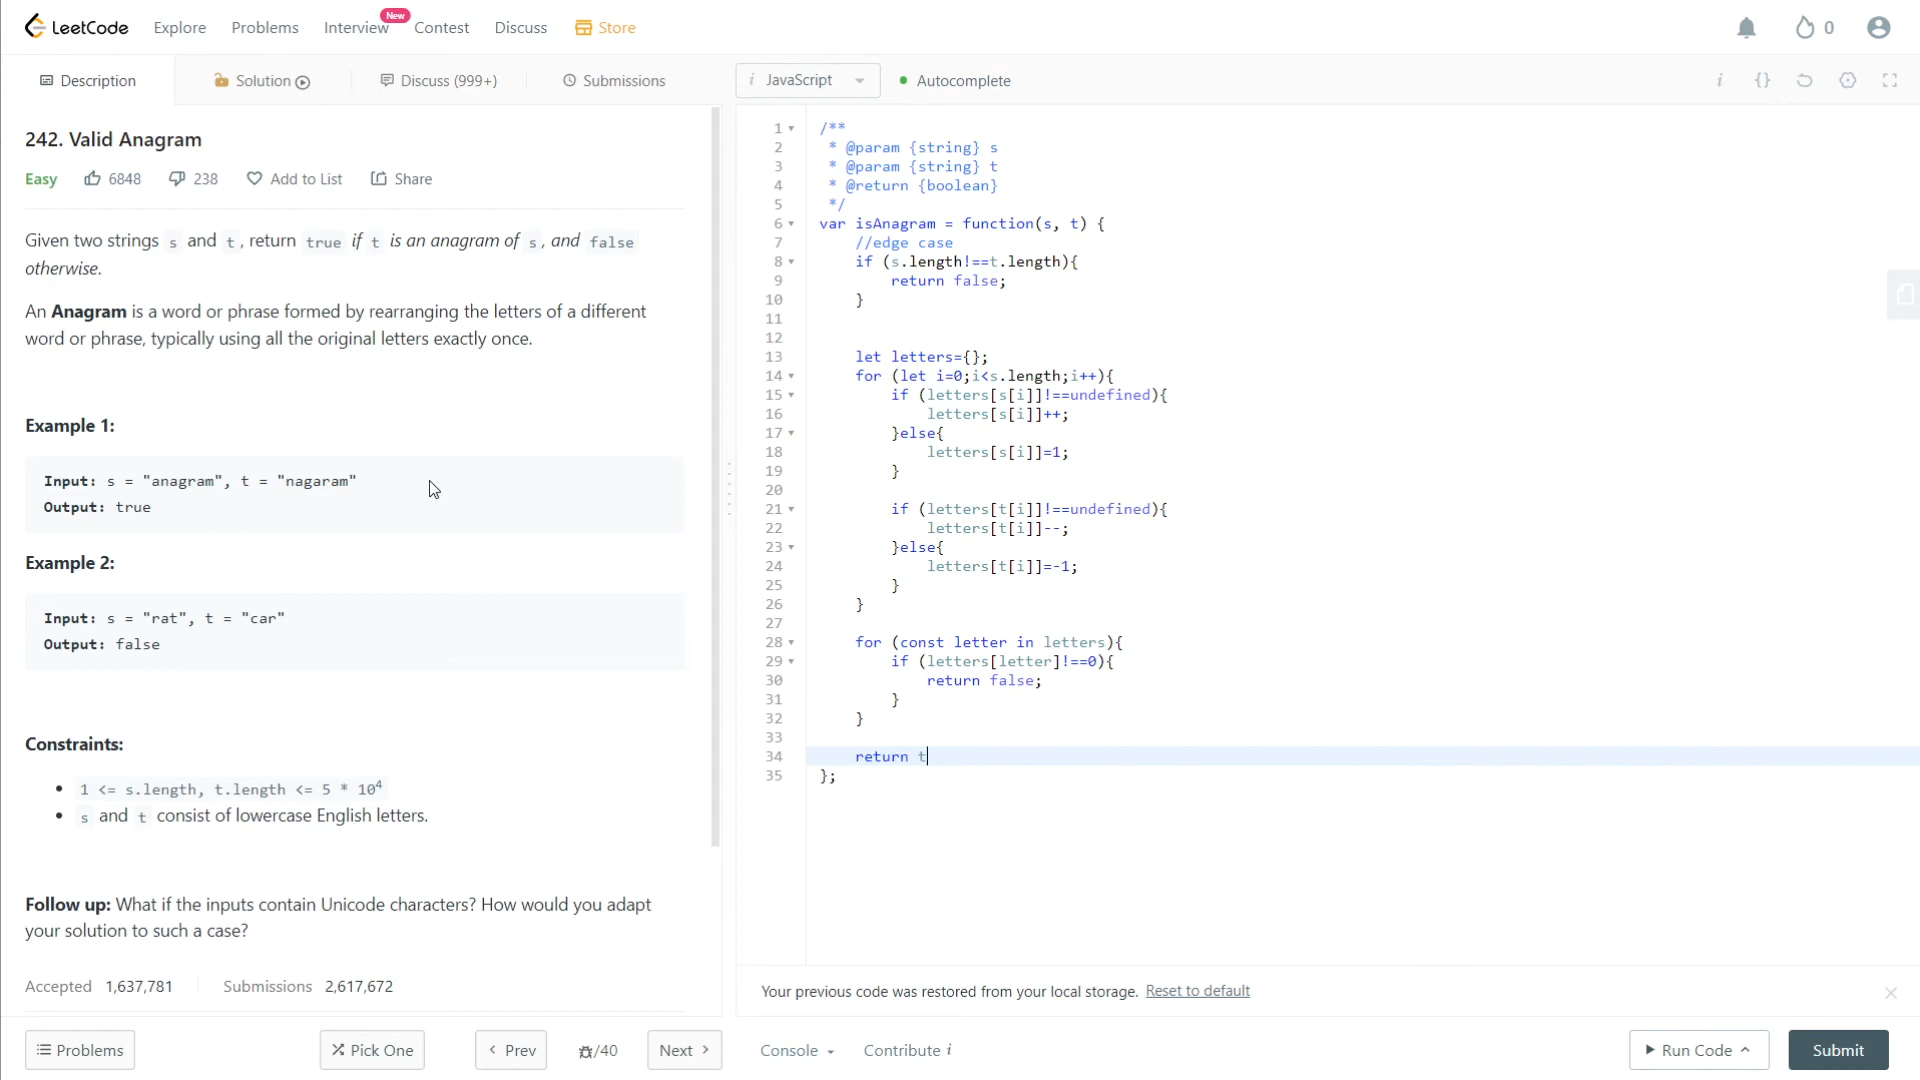 LeetCode Explore Problems Interview New Contest Discuss Store 0
Description Solution Discuss (999+) Submissions
242. Valid Anagram
Easy 6848 238 Add to List Share
Given two strings s and t, return true if t is an anagram of s, and false
otherwise.
An Anagram is a word or phrase formed by rearranging the letters of a different
word or phrase, typically using all the original letters exactly once.
Example 1:
Input: s = "anagram", t = "nagaram"
Output: true
Example 2:
Input: s = "rat", t = "car"
Output: false
Constraints:
• 1 <= s.length, t.length <= 5 * 10⁴
• s and t consist of lowercase English letters.
Follow up: What if the inputs contain Unicode characters? How would you adapt
your solution to such a case?
Accepted 1,637,781 Submissions 2,617,672
Problems Pick One < Prev /40 Next >
i JavaScript Autocomplete i {}
1 /**
2  * @param {string} s
3  * @param {string} t
4  * @return {boolean}
5  */
6 var isAnagram = function(s, t) {
7     //edge case
8     if (s.length!==t.length){
9         return false;
10     }
11
12
13     let letters={};
14     for (let i=0;i<s.length;i++){
15         if (letters[s[i]]!==undefined){
16             letters[s[i]]++;
17         }else{
18             letters[s[i]]=1;
19         }
20
21         if (letters[t[i]]!==undefined){
22             letters[t[i]]--;
23         }else{
24             letters[t[i]]=-1;
25         }
26     }
27
28     for (const letter in letters){
29         if (letters[letter]!==0){
30             return false;
31         }
32     }
33
34     return t
35 };
Your previous code was restored from your local storage. Reset to default
Console Contribute i Run Code Submit